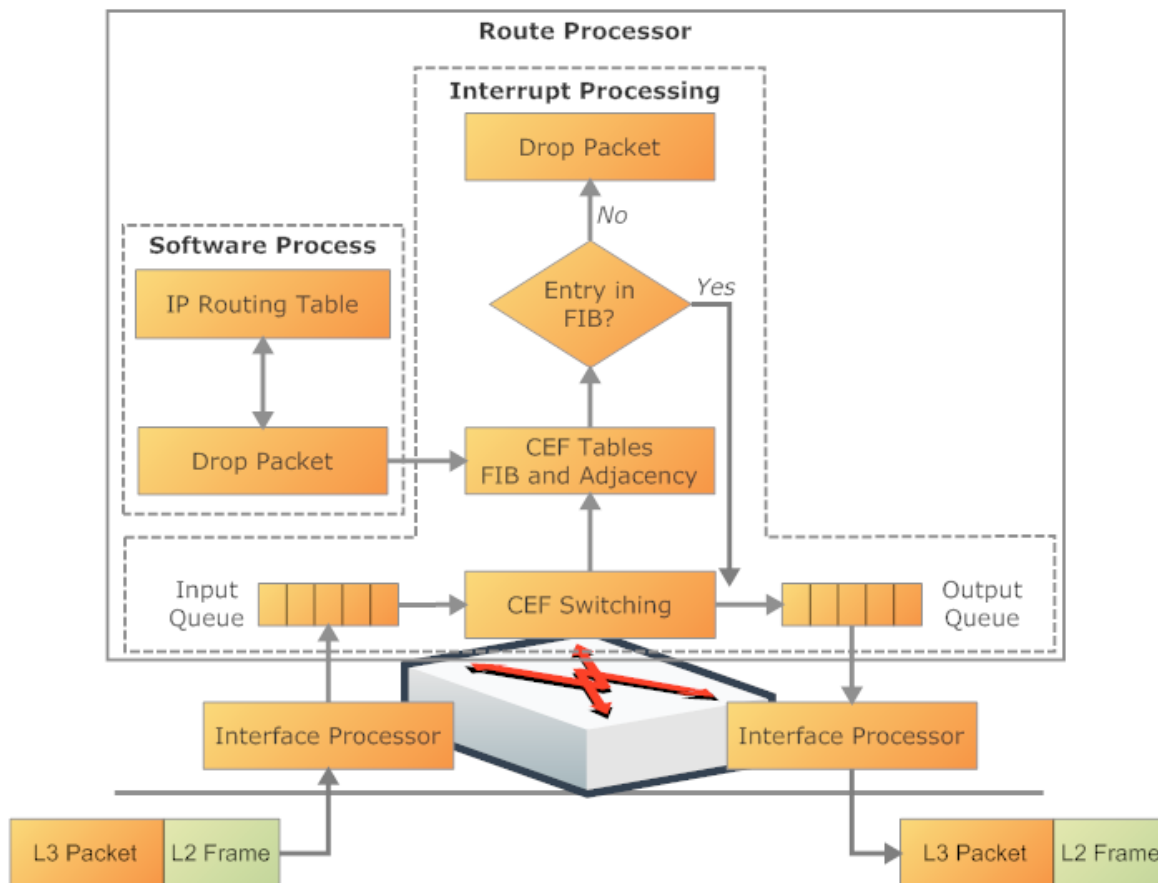 Route Processor
Interrupt Processing
Drop Packet
No
Software Process
IP Routing Table
Entry in
FIB?
Yes
Drop Packet
CEF Tables
FIB and Adjacency
Input
Queue
CEF Switching
Output
Queue
Interface Processor
Interface Processor
L3 Packet
L2 Frame
L3 Packet
L2 Frame